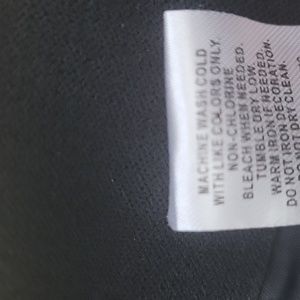 MACHINE WASH COLD
WITH LIKE COLORS ONLY.
NON-CHLORINE
BLEACH WHEN NEEDED.
TUMBLE DRY LOW.
WARM IRON IF NEEDED.
DO NOT IRON DECORATION.
DO NOT DRY CLEAN.